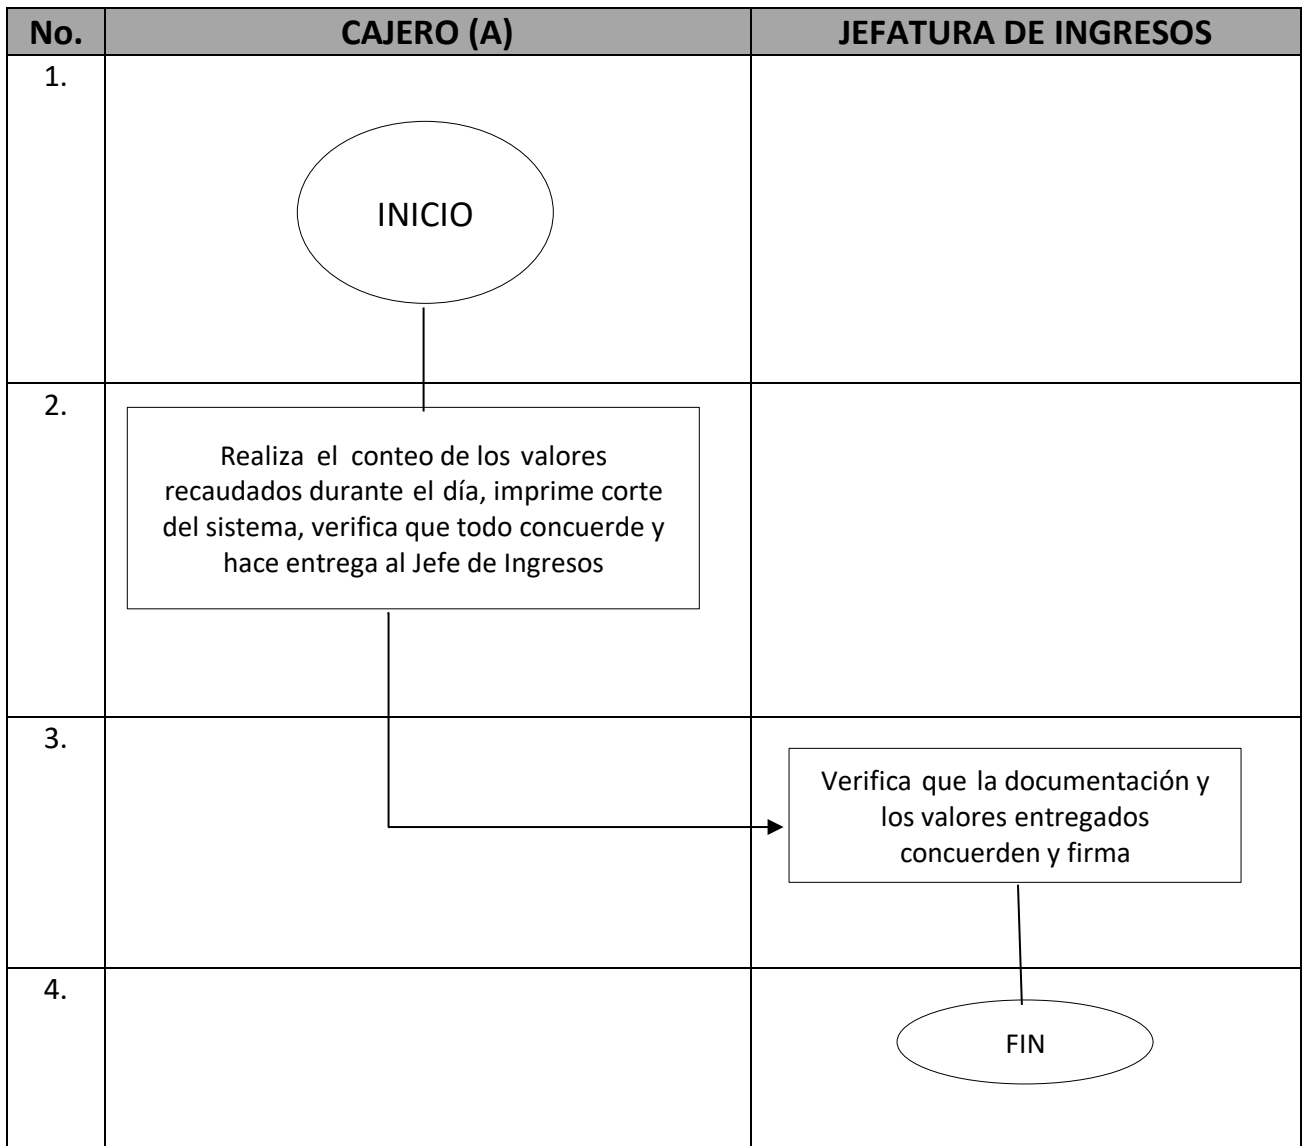 No. CAJERO (A) JEFATURA DE INGRESOS
1.
INICIO
2.
Realiza el conteo de los valores
recaudados durante el día, imprime corte
del sistema, verifica que todo concuerde y
hace entrega al Jefe de Ingresos
3.
Verifica que la documentación y
los valores entregados
concuerden y firma
4.
FIN